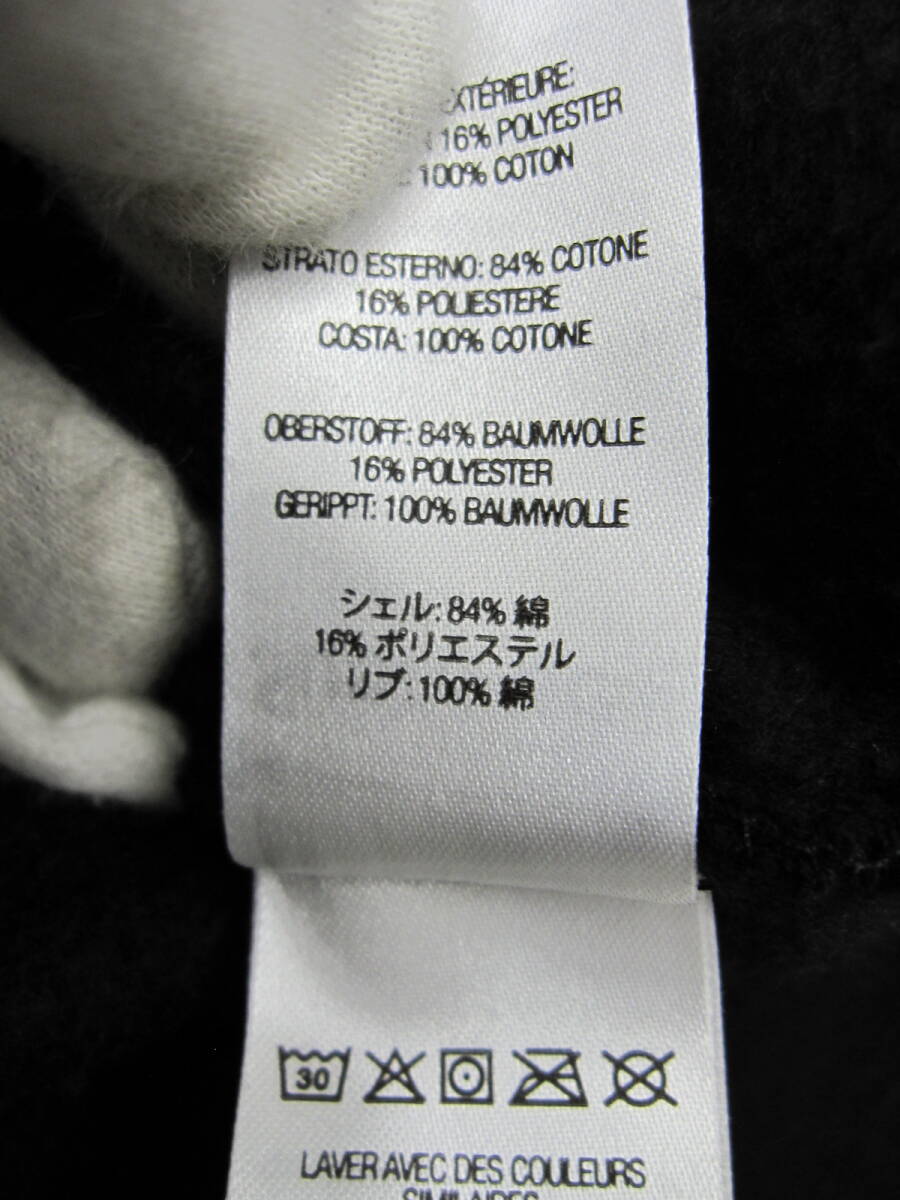 EXTÉRIEURE:
16% POLYESTER
100% COTON
STRATO ESTERNO: 84% COTONE
16% POLIESTERE
COSTA: 100% COTONE
OBERSTOFF: 84% BAUMWOLLE
16% POLYESTER
GERIPPT: 100% BAUMWOLLE
シェル: 84% 綿
16% ポリエステル
リブ: 100% 綿
30
LAVER AVEC DES COULEURS
SIMILAIRES